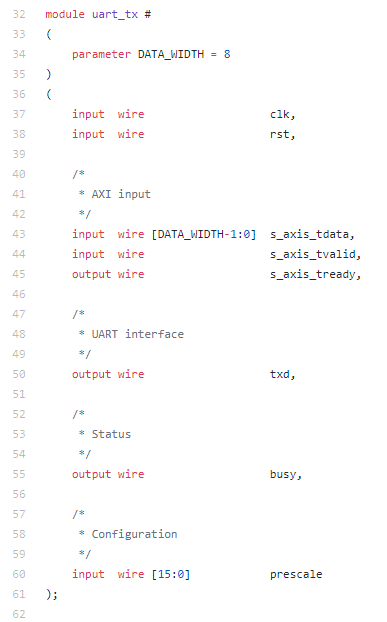 32 module uart_tx #
33 (
34     parameter DATA_WIDTH = 8
35 )
36 (
37     input  wire                   clk,
38     input  wire                   rst,
39
40     /*
41      * AXI input
42      */
43     input  wire [DATA_WIDTH-1:0]  s_axis_tdata,
44     input  wire                   s_axis_tvalid,
45     output wire                   s_axis_tready,
46
47     /*
48      * UART interface
49      */
50     output wire                   txd,
51
52     /*
53      * Status
54      */
55     output wire                   busy,
56
57     /*
58      * Configuration
59      */
60     input  wire [15:0]            prescale
61 );
62